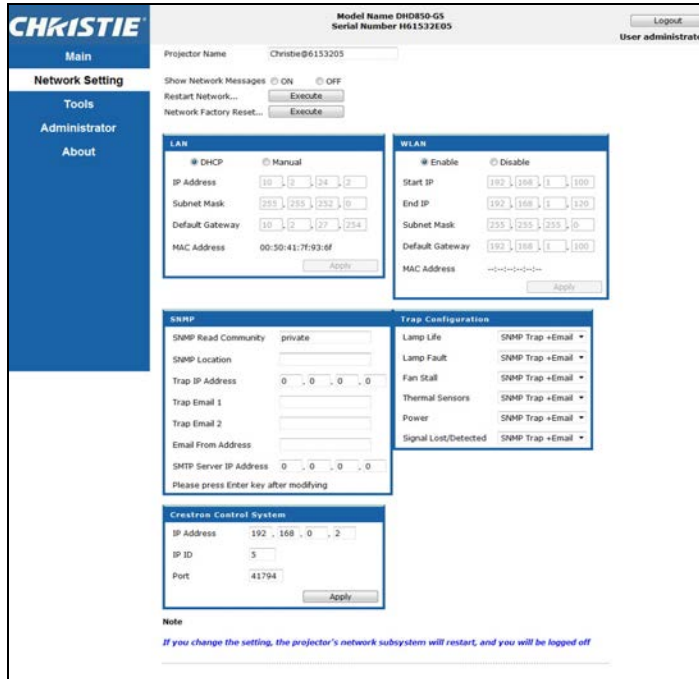 CHRISTIE
Model Name DHD850-GS
Serial Number H61532E05
Logout
User administrato
Main
Network Setting
Tools
Administrator
About
Projector Name Christie@6153205
Show Network Messages ON OFF
Restart Network... Execute
Network Factory Reset... Execute
LAN
DHCP Manual
IP Address 10 . 2 . 24 . 2
Subnet Mask 255 . 255 . 252 . 0
Default Gateway 10 . 2 . 27 . 254
MAC Address 00:50:41:7f:93:6f
Apply
WLAN
Enable Disable
Start IP 192 . 168 . 1 . 100
End IP 192 . 168 . 1 . 120
Subnet Mask 255 . 255 . 255 . 0
Default Gateway 192 . 168 . 1 . 100
MAC Address --:--:--:--:--:--
Apply
SNMP
SNMP Read Community private
SNMP Location
Trap IP Address 0 . 0 . 0 . 0
Trap Email 1
Trap Email 2
Email From Address
SMTP Server IP Address 0 . 0 . 0 . 0
Please press Enter key after modifying
Trap Configuration
Lamp Life SNMP Trap +Email
Lamp Fault SNMP Trap +Email
Fan Stall SNMP Trap +Email
Thermal Sensors SNMP Trap +Email
Power SNMP Trap +Email
Signal Lost/Detected SNMP Trap +Email
Crestron Control System
IP Address 192 . 168 . 0 . 2
IP ID 5
Port 41794
Apply
Note
If you change the setting, the projector's network subsystem will restart, and you will be logged off